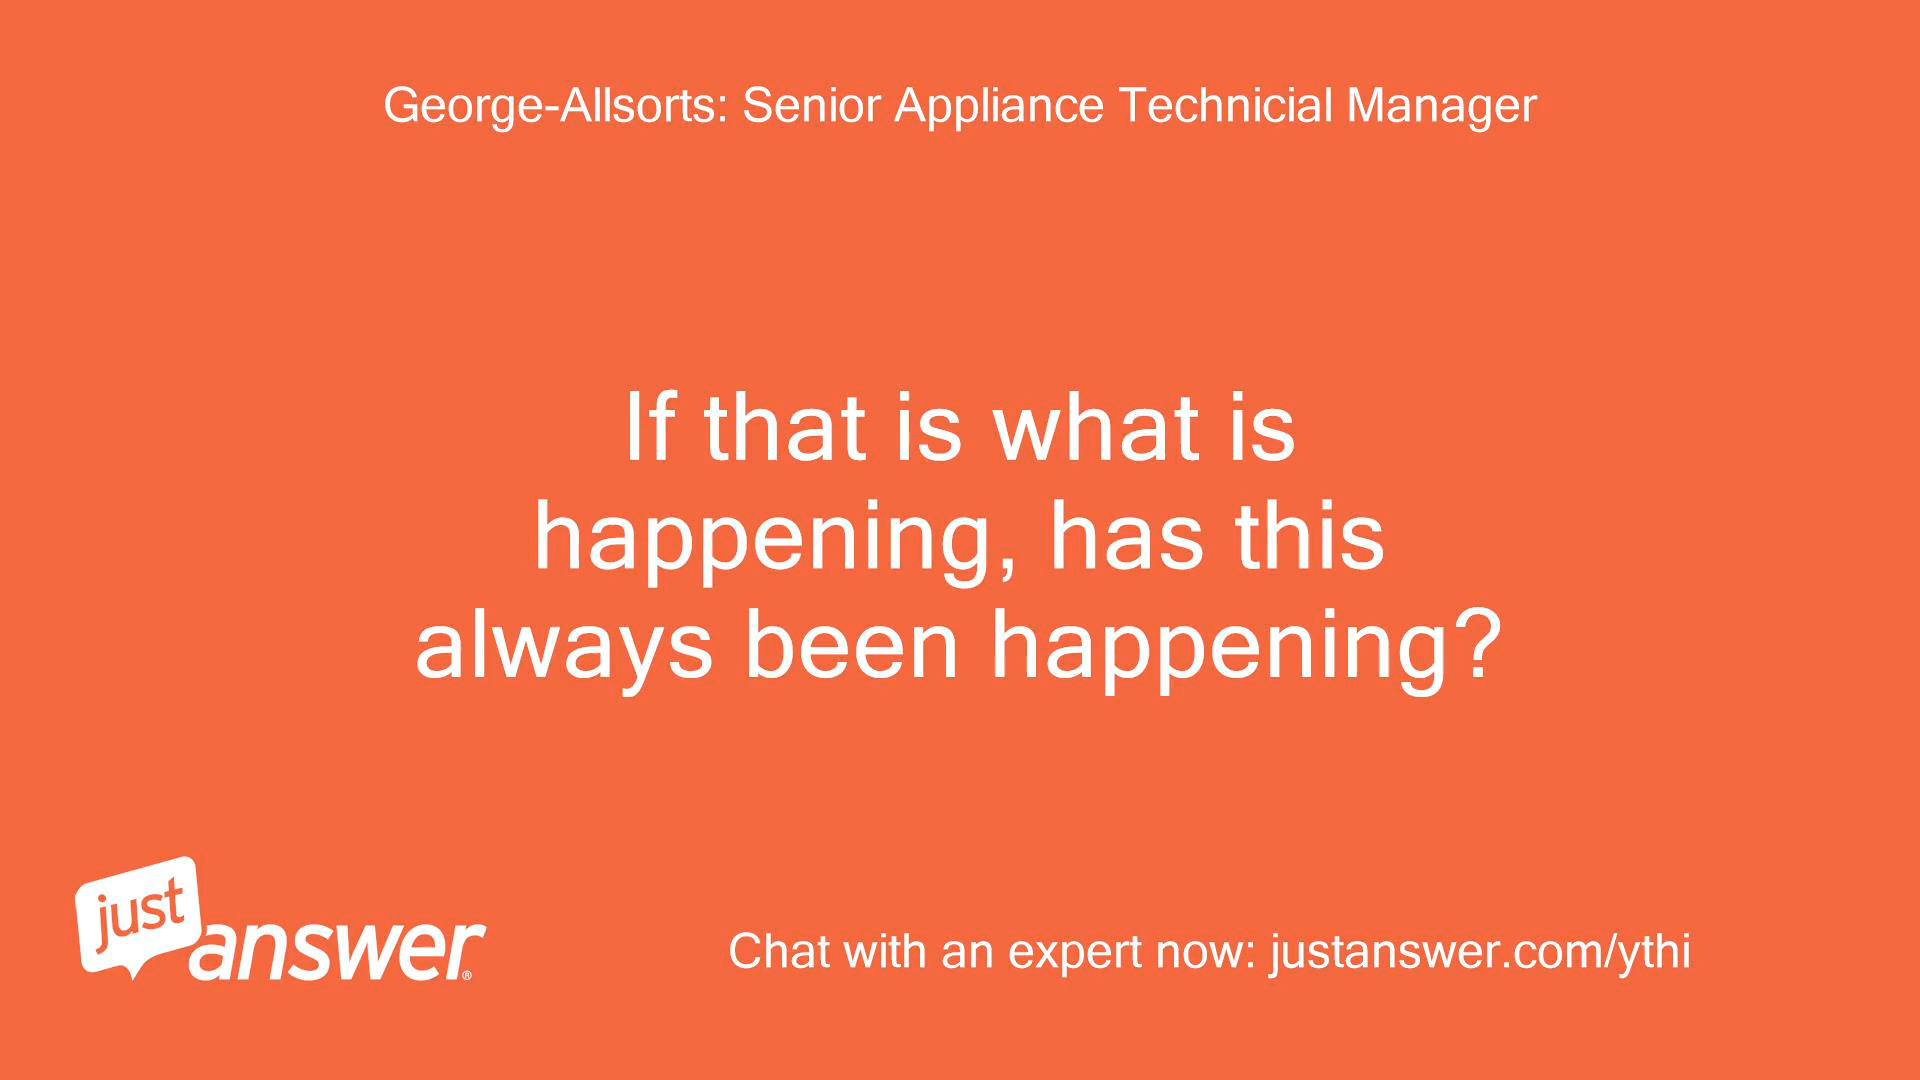 George-Allsorts: Senior Appliance Technicial Manager
If that is what is
happening, has this
always been happening?
just
answer®
Chat with an expert now: justanswer.com/ythi